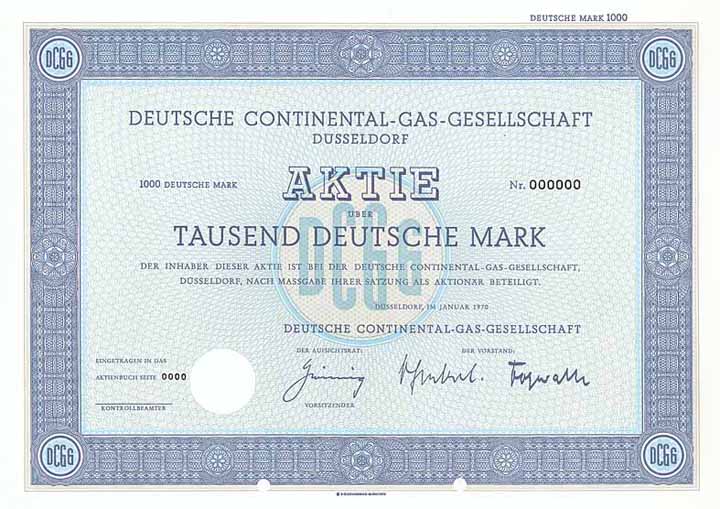 DEUTSCHE MARK 1000
DCGG DCGG
DEUTSCHE CONTINENTAL-GAS-GESELLSCHAFT
DÜSSELDORF
1000 DEUTSCHE MARK AKTIE Nr. 000000
ÜBER
TAUSEND DEUTSCHE MARK
DCGG
DER INHABER DIESER AKTIE IST BEI DER DEUTSCHE CONTINENTAL-GAS-GESELLSCHAFT,
DÜSSELDORF, NACH MASSGABE IHRER SATZUNG ALS AKTIONÄR BETEILIGT.
DÜSSELDORF, IM JANUAR 1970
DEUTSCHE CONTINENTAL-GAS-GESELLSCHAFT
DER AUFSICHTSRAT: DER VORSTAND:
EINGETRAGEN IN DAS
AKTIENBUCH SEITE 0000
VORSITZENDER
KONTROLLBEAMTER
DCGG DCGG